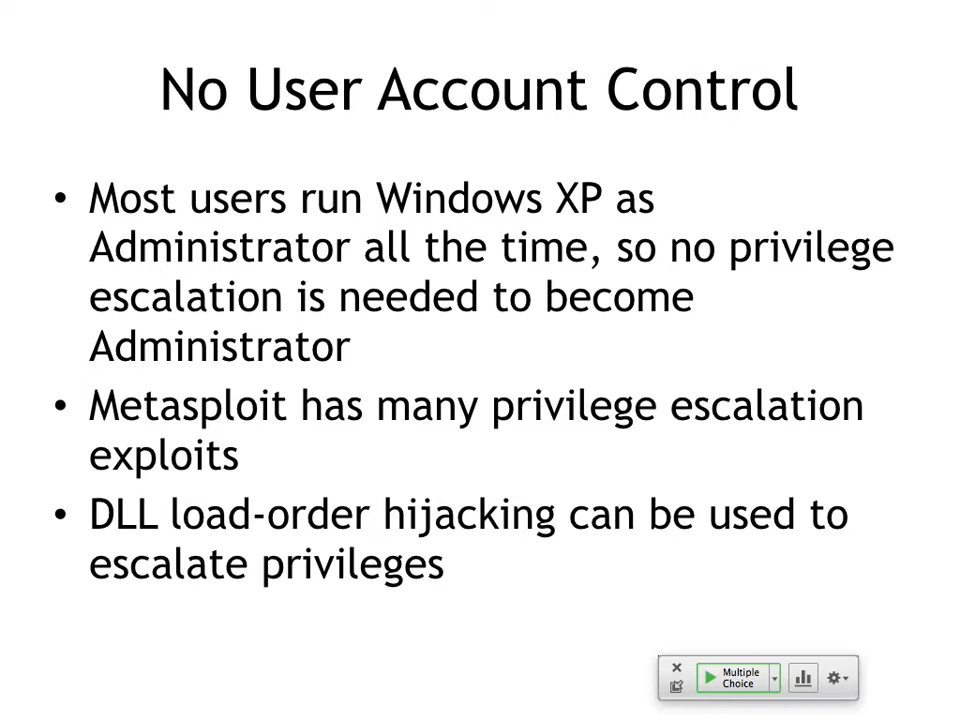 No User Account Control
• Most users run Windows XP as
Administrator all the time, so no privilege
escalation is needed to become
Administrator
• Metasploit has many privilege escalation
exploits
• DLL load-order hijacking can be used to
escalate privileges
Multiple
Choice